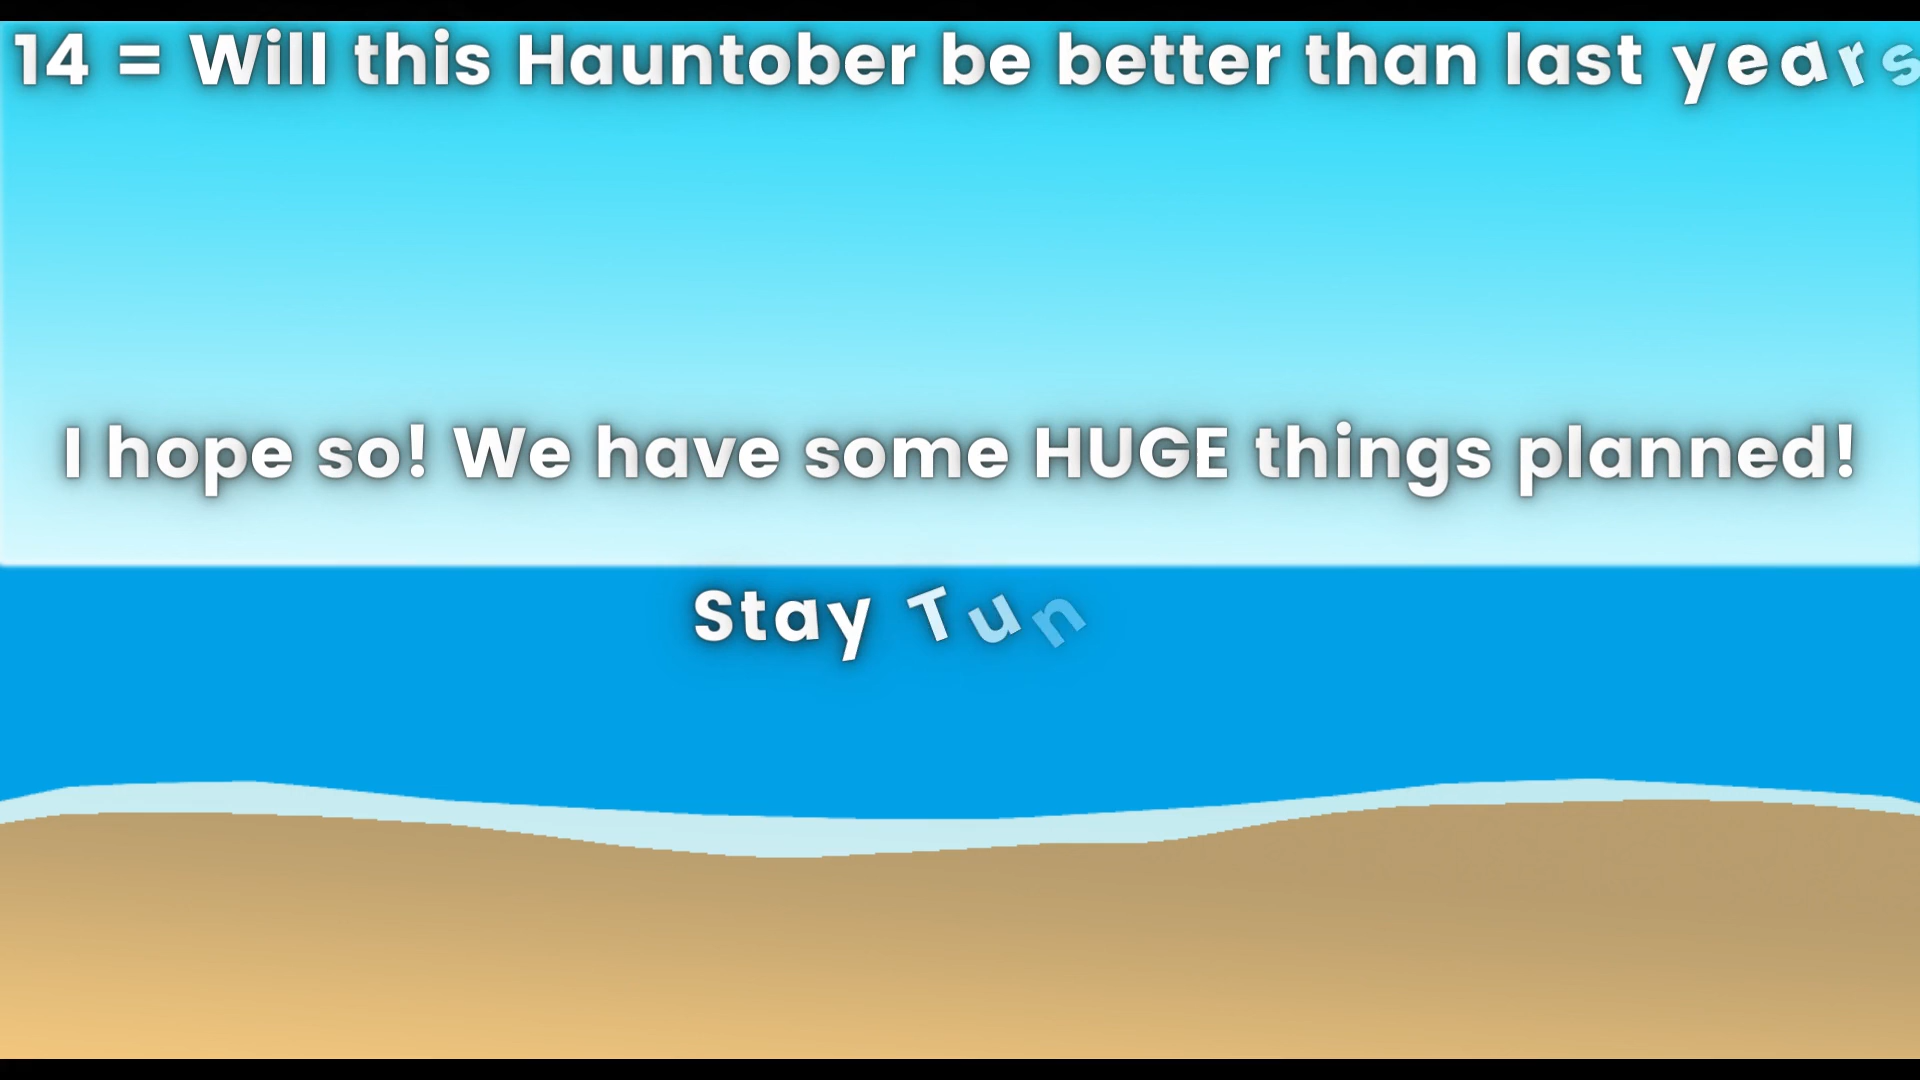 14 = Will this Hauntober be better than last years
I hope so! We have some HUGE things planned!
Stay Tun